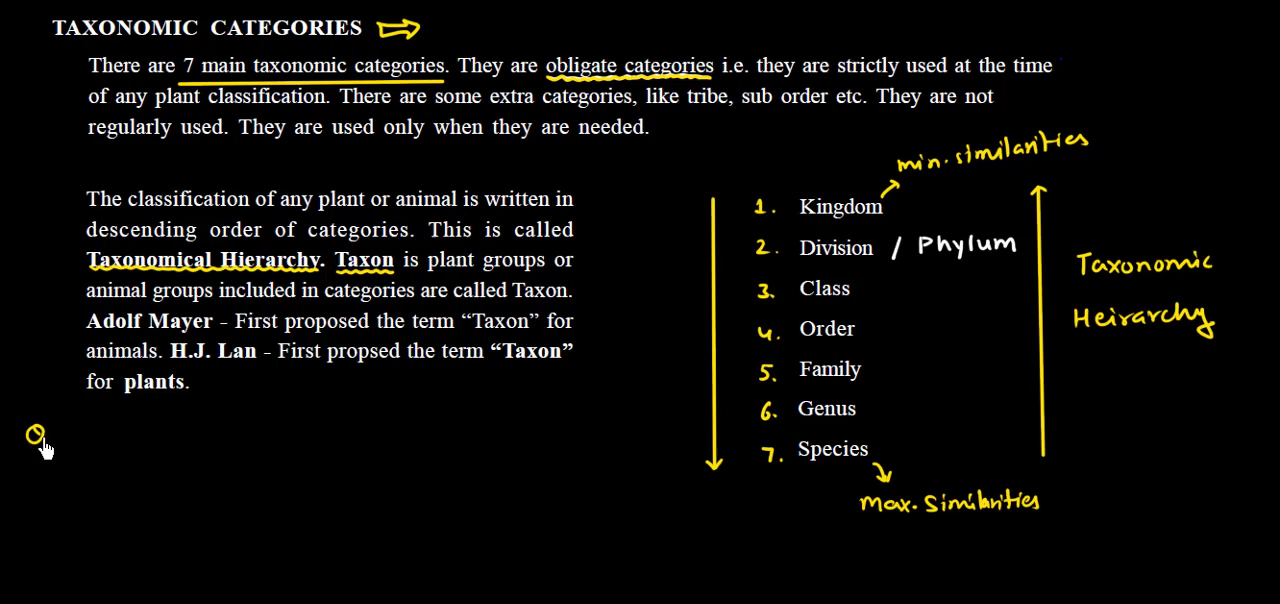 TAXONOMIC CATEGORIES
There are 7 main taxonomic categories. They are obligate categories i.e. they are strictly used at the time
of any plant classification. There are some extra categories, like tribe, sub order etc. They are not
regularly used. They are used only when they are needed.
The classification of any plant or animal is written in
descending order of categories. This is called
Taxonomical Hierarchy. Taxon is plant groups or
animal groups included in categories are called Taxon.
Adolf Mayer - First proposed the term “Taxon” for
animals. H.J. Lan - First propsed the term “Taxon”
for plants.
min. similarities
1. Kingdom
2. Division / Phylum
3. Class
4. Order
5. Family
6. Genus
7. Species
max. Similarities
Taxonomic
Heirarchy